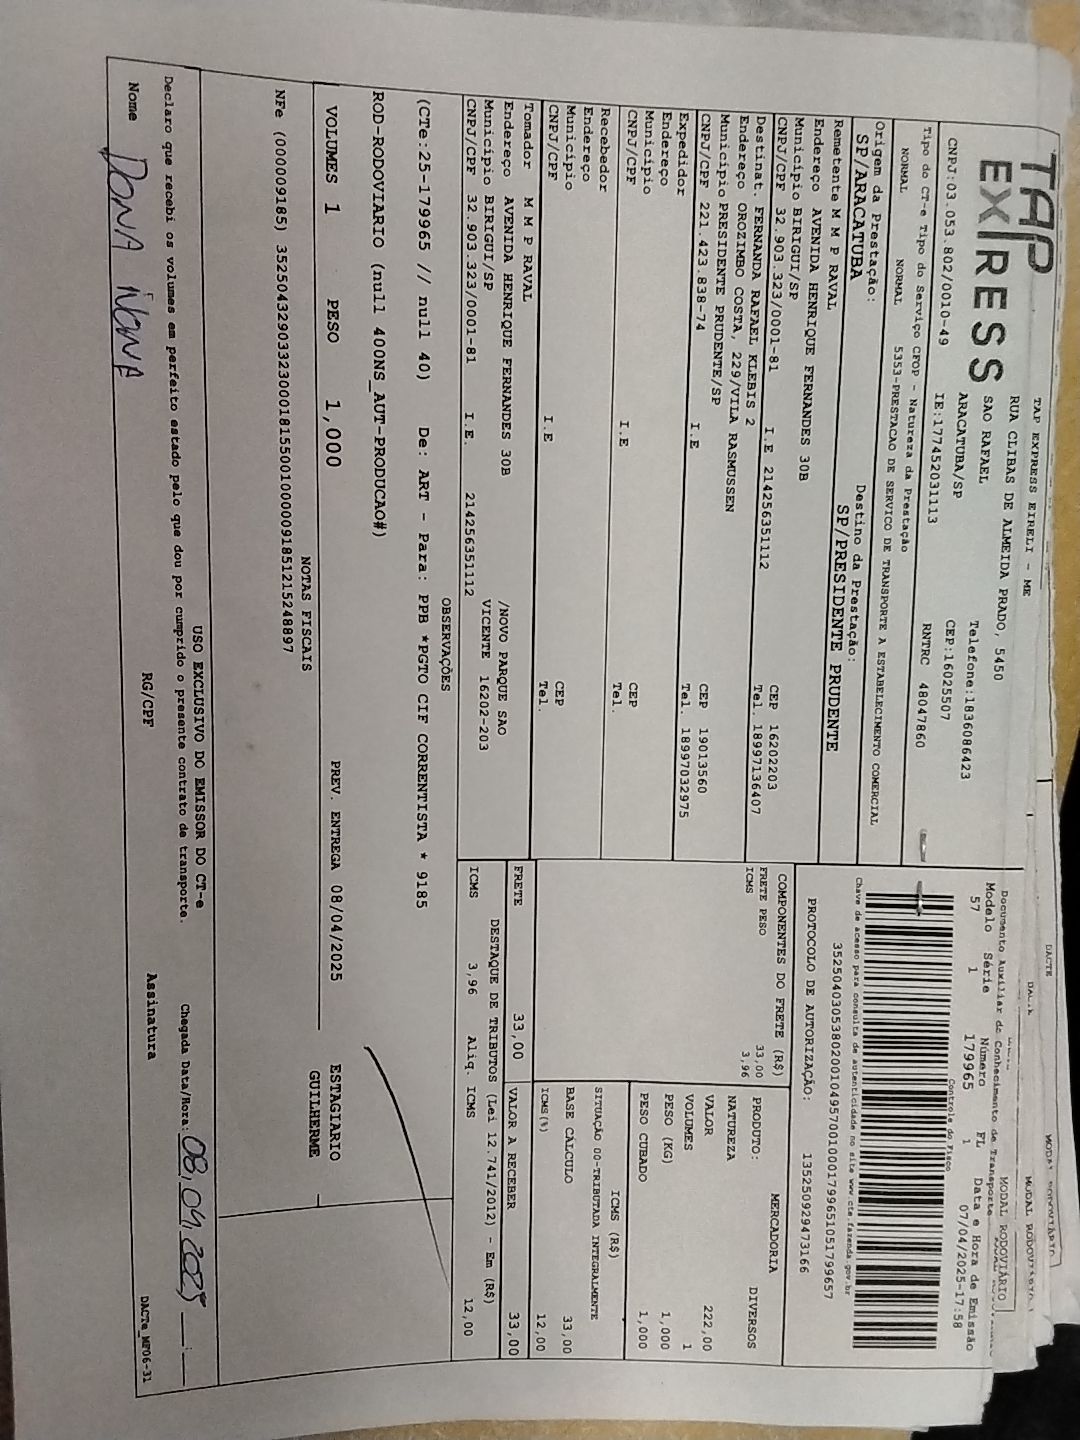 TAP
EXPRESS
TAP EXPRESS EIRELI - ME
RUA CLIBAS DE ALMEIDA PRADO, 5450
SAO RAFAEL Telefone:1836086423
ARACATUBA/SP CEP:16025507
CNPJ:03.053.802/0010-49 IE:177452031113 RNTRC 48047860
DACTE
MODAL RODOVIÁRIO
Documento Auxiliar do Conhecimento de Transporte MODAL RODOVIÁRIO
Modelo Série Número FL Data e Hora de Emissão
57 1 179965 1 07/04/2025-17:58
Controle do Fisco
Chave de acesso para consulta de autenticidade no site www.cte.fazenda.gov.br
35250403053802001049570010001799651051799657
PROTOCOLO DE AUTORIZAÇÃO: 135250929473166
Tipo do CT-e Tipo do Serviço CFOP - Natureza da Prestação
NORMAL NORMAL 5353-PRESTACAO DE SERVICO DE TRANSPORTE A ESTABELECIMENTO COMERCIAL
Origem da Prestação: Destino da Prestação:
SP/ARACATUBA SP/PRESIDENTE PRUDENTE
Remetente M M P RAVAL
Endereço AVENIDA HENRIQUE FERNANDES 30B
Município BIRIGUI/SP CEP 16202203
CNPJ/CPF 32.903.323/0001-81 I.E 214256351112 Tel. 18997136407
Destinat. FERNANDA RAFAEL KLEBIS 2
Endereço OROZIMBO COSTA, 229/VILA RASMUSSEN
Município PRESIDENTE PRUDENTE/SP CEP 19013560
CNPJ/CPF 221.423.838-74 I.E Tel. 18997032975
Expedidor
Endereço
Município CEP
CNPJ/CPF I.E Tel.
Recebedor
Endereço
Município CEP
CNPJ/CPF I.E Tel.
Tomador M M P RAVAL
Endereço AVENIDA HENRIQUE FERNANDES 30B /NOVO PARQUE SAO
Município BIRIGUI/SP VICENTE 16202-203
CNPJ/CPF 32.903.323/0001-81 I.E. 214256351112
COMPONENTES DO FRETE (R$)
FRETE PESO 33,00
ICMS 3,96
MERCADORIA
PRODUTO: DIVERSOS
NATUREZA
VALOR 222,00
VOLUMES 1
PESO (KG) 1,000
PESO CUBADO 1,000
ICMS (R$)
SITUAÇÃO 00-TRIBUTADA INTEGRALMENTE
BASE CÁLCULO 33,00
ICMS(%) 12,00
FRETE 33,00 VALOR A RECEBER 33,00
DESTAQUE DE TRIBUTOS (Lei 12.741/2012) - Em (R$)
ICMS 3,96 Aliq. ICMS 12,00
OBSERVAÇÕES
(CTe:25-179965 // null 40) De: ART - Para: PPB *PGTO CIF CORRENTISTA * 9185
ROD-RODOVIARIO (null 400NS_AUT-PRODUCAO#)
VOLUMES 1 PESO 1,000 PREV. ENTREGA 08/04/2025 ESTAGIARIO
GUILHERME
NOTAS FISCAIS
NFe (000009185) 35250432903323000181550010000091851215248897
USO EXCLUSIVO DO EMISSOR DO CT-e
Declaro que recebi os volumes em perfeito estado pelo que dou por cumprido o presente contrato de transporte. Chegada Data/Hora: 08,04,2025
Nome DONA RG/CPF Assinatura
DACTe_MF06-31